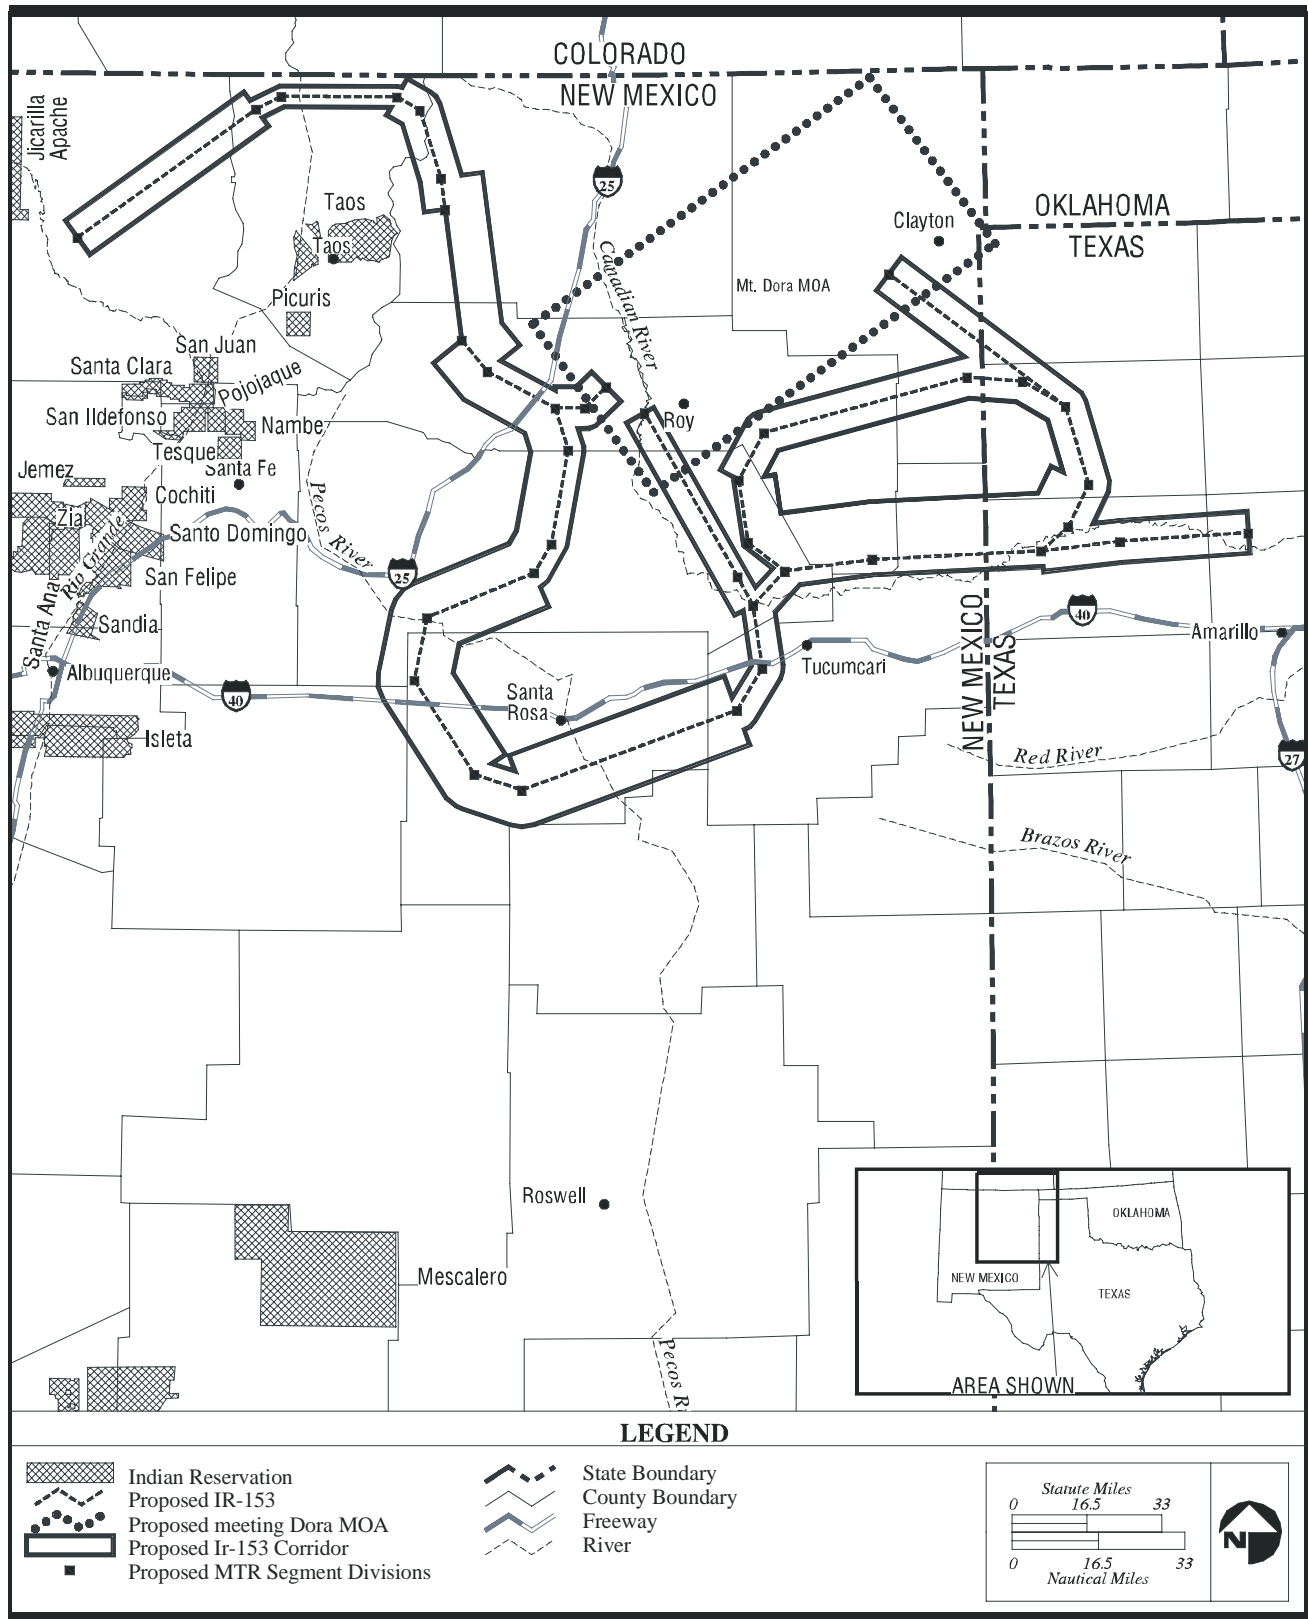 COLORADO
NEW MEXICO
Jicarilla
Apache
25
Taos
Taos
Clayton
OKLAHOMA
TEXAS
Canadian River
Mt. Dora MOA
Picuris
San Juan
Santa Clara
Pojojaque
San Ildefonso
Nambe
Roy
Tesque
Santa Fe
Jemez
Cochiti
Zia
Rio Grande
Santo Domingo
Pecos River
San Felipe
25
Santa Ana
Sandia
NEW MEXICO
TEXAS
40
Amarillo
Albuquerque
Tucumcari
40
Santa
Rosa
Isleta
Red River
27
Brazos River
Roswell
Mescalero
Pecos Ri
OKLAHOMA
NEW MEXICO
TEXAS
AREA SHOWN
LEGEND
Indian Reservation
Proposed IR-153
Proposed meeting Dora MOA
Proposed Ir-153 Corridor
Proposed MTR Segment Divisions
State Boundary
County Boundary
Freeway
River
Statute Miles
0 16.5 33
0 16.5 33
Nautical Miles
N